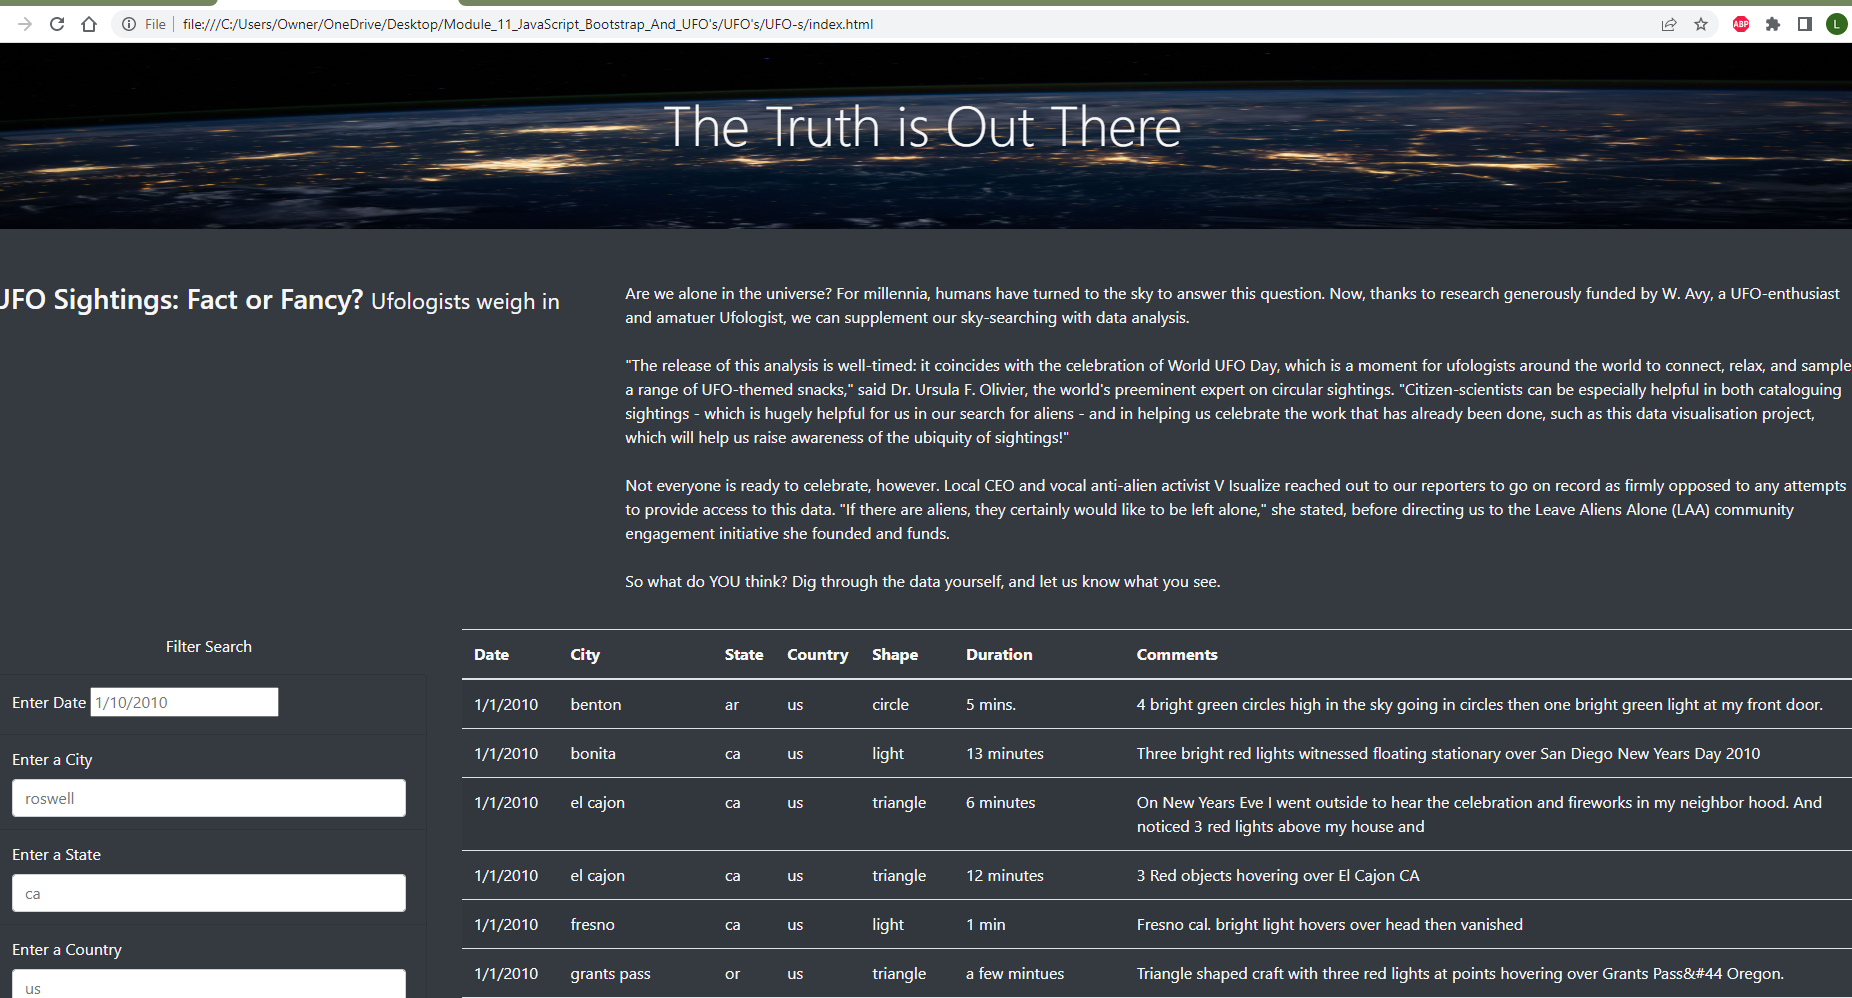 File file:///C:/Users/Owner/OneDrive/Desktop/Module_11_JavaScript_Bootstrap_And_UFO's/UFO's/UFO-s/index.html
ABP
L
The Truth is Out There
UFO Sightings: Fact or Fancy? Ufologists weigh in
Are we alone in the universe? For millennia, humans have turned to the sky to answer this question. Now, thanks to research generously funded by W. Avy, a UFO-enthusiast
and amatuer Ufologist, we can supplement our sky-searching with data analysis.
"The release of this analysis is well-timed: it coincides with the celebration of World UFO Day, which is a moment for ufologists around the world to connect, relax, and sample
a range of UFO-themed snacks," said Dr. Ursula F. Olivier, the world's preeminent expert on circular sightings. "Citizen-scientists can be especially helpful in both cataloguing
sightings - which is hugely helpful for us in our search for aliens - and in helping us celebrate the work that has already been done, such as this data visualisation project,
which will help us raise awareness of the ubiquity of sightings!"
Not everyone is ready to celebrate, however. Local CEO and vocal anti-alien activist V Isualize reached out to our reporters to go on record as firmly opposed to any attempts
to provide access to this data. "If there are aliens, they certainly would like to be left alone," she stated, before directing us to the Leave Aliens Alone (LAA) community
engagement initiative she founded and funds.
So what do YOU think? Dig through the data yourself, and let us know what you see.
Filter Search
Enter Date 1/10/2010
Enter a City
roswell
Enter a State
ca
Enter a Country
us
Date City State Country Shape Duration Comments
1/1/2010 benton ar us circle 5 mins. 4 bright green circles high in the sky going in circles then one bright green light at my front door.
1/1/2010 bonita ca us light 13 minutes Three bright red lights witnessed floating stationary over San Diego New Years Day 2010
1/1/2010 el cajon ca us triangle 6 minutes On New Years Eve I went outside to hear the celebration and fireworks in my neighbor hood. And
noticed 3 red lights above my house and
1/1/2010 el cajon ca us triangle 12 minutes 3 Red objects hovering over El Cajon CA
1/1/2010 fresno ca us light 1 min Fresno cal. bright light hovers over head then vanished
1/1/2010 grants pass or us triangle a few mintues Triangle shaped craft with three red lights at points hovering over Grants Pass&#44 Oregon.